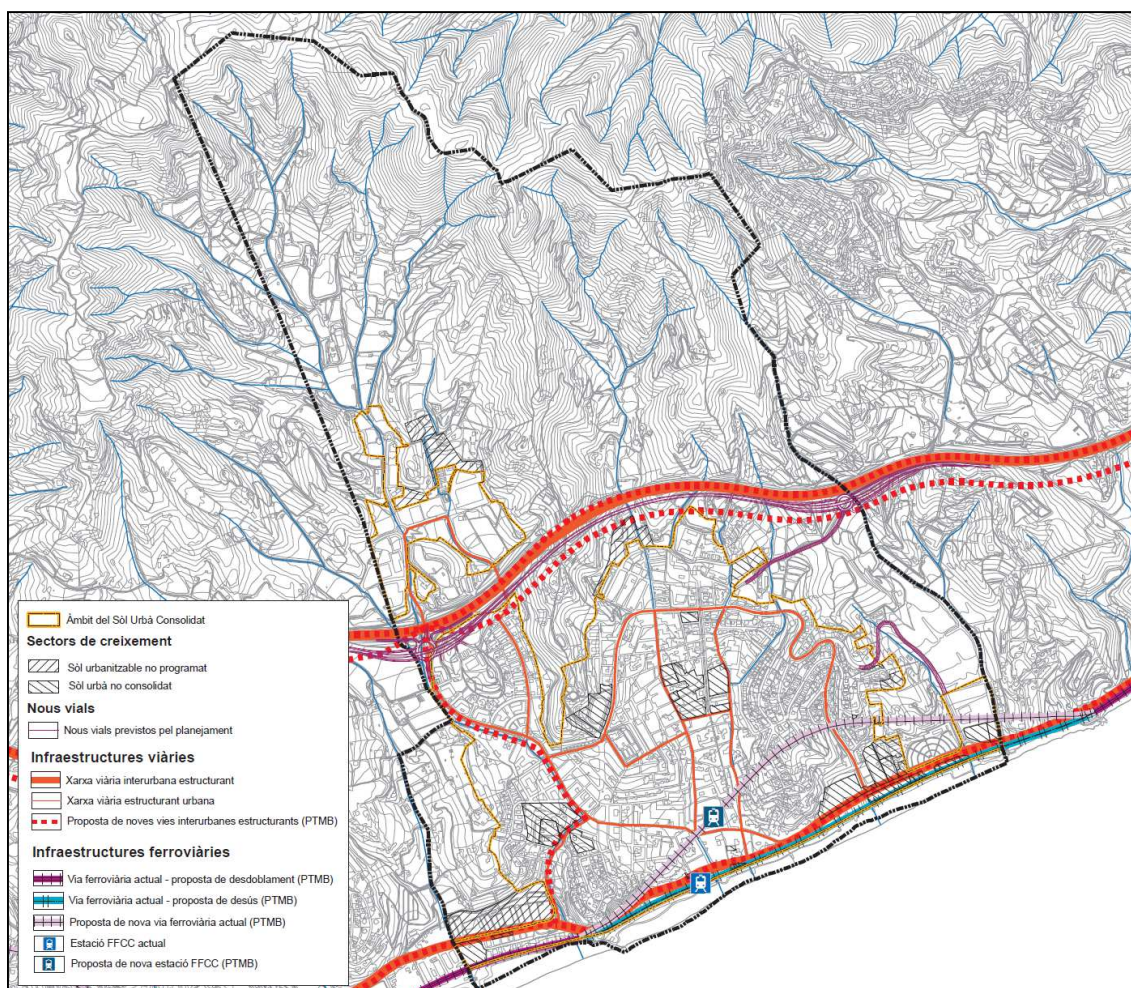 Àmbit del Sòl Urbà Consolidat
Sectors de creixement
Sòl urbanitzable no programat
Sòl urbà no consolidat
Nous vials
Nous vials previstos pel planejament
Infraestructures viàries
Xarxa viària interurbana estructurant
Xarxa viària estructurant urbana
Proposta de noves vies interurbanes estructurants (PTMB)
Infraestructures ferroviàries
Via ferroviària actual - proposta de desdoblament (PTMB)
Via ferroviària actual - proposta de desús (PTMB)
Proposta de nova via ferroviària actual (PTMB)
Estació FFCC actual
Proposta de nova estació FFCC (PTMB)